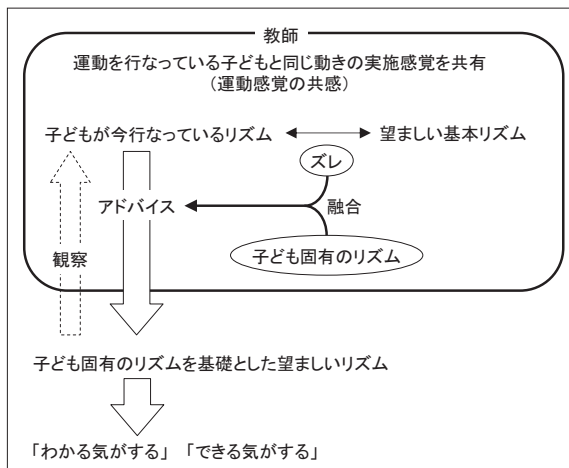 教師
運動を行なっている子どもと同じ動きの実施感覚を共有
(運動感覚の共感)
子どもが今行なっているリズム
望ましい基本リズム
ズレ
アドバイス
融合
子ども固有のリズム
観察
子ども固有のリズムを基礎とした望ましいリズム
「わかる気がする」 「できる気がする」